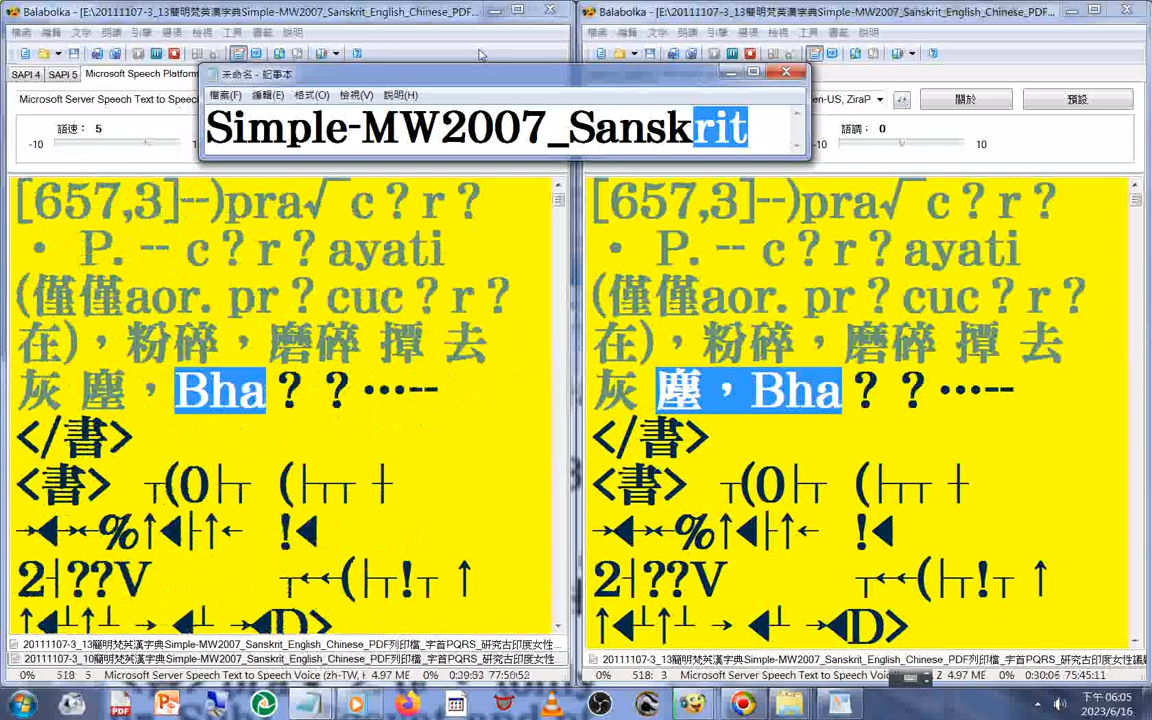 Balabolka - [E:\20111107-3_13簡明梵英漢字典Simple-MW2007_Sanskrit_English_Chinese_PDF...
Balabolka - [E:\20111107-3_13簡明梵英漢字典Simple-MW2007_Sanskrit_English_Chinese_PDF...
檔案 編輯 文字 朗讀 引擎 選項 檢視 工具 書籤 說明
檔案 編輯 文字 朗讀 引擎 選項 檢視 工具 書籤 說明
SAPI 4 SAPI 5 Microsoft Speech Platform
未命名 - 記事本
檔案(F) 編輯(E) 格式(O) 檢視(V) 說明(H)
Simple-MW2007_Sanskrit
Microsoft Server Speech Text to Speech
en-US, ZiraP 關於 預設
語速： 5
-10
語調： 0
10
[657,3]--)pra√ c？r？
• P. -- c？r？ayati
(僅僅aor. pr？cuc？r？
在)，粉碎，磨碎 撣 去
灰 塵，Bha？？…--
</書>
<書> ┬(0├┬ (├┬┬ ┼
→◄→←%↑◄├↑← !◄
2┤??V ┬←←(├┬!┬ ↑
↑◄┴↑┴ → ◄┴ →◄D>
[657,3]--)pra√ c？r？
• P. -- c？r？ayati
(僅僅aor. pr？cuc？r？
在)，粉碎，磨碎 撣 去
灰 塵，Bha？？…--
</書>
<書> ┬(0├┬ (├┬┬ ┼
→◄→←%↑◄├↑← !◄
2┤??V ┬←←(├┬!┬ ↑
↑◄┴↑┴ → ◄┴ →◄D>
20111107-3_13簡明梵英漢字典Simple-MW2007_Sanskrit_English_Chinese_PDF列印檔_字首PQRS_研究古印度女性...
20111107-3_10簡明梵英漢字典Simple-MW2007_Sanskrit_English_Chinese_PDF列印檔_字首PQRS_研究古印度女性...
0% 518: 5 Microsoft Server Speech Text to Speech Voice (zh-TW, 4.97 MB 0% 0:39:53 77:50:52
20111107-3_13簡明梵英漢字典Simple-MW2007_Sanskrit_English_Chinese_PDF列印檔_字首PQRS_研究古印度女性議題
0% 518: 3 Microsoft Server Speech Text to Speech Voice 4.97 MB 0% 0:30:06 75:45:11
下午 06:05
2023/6/16